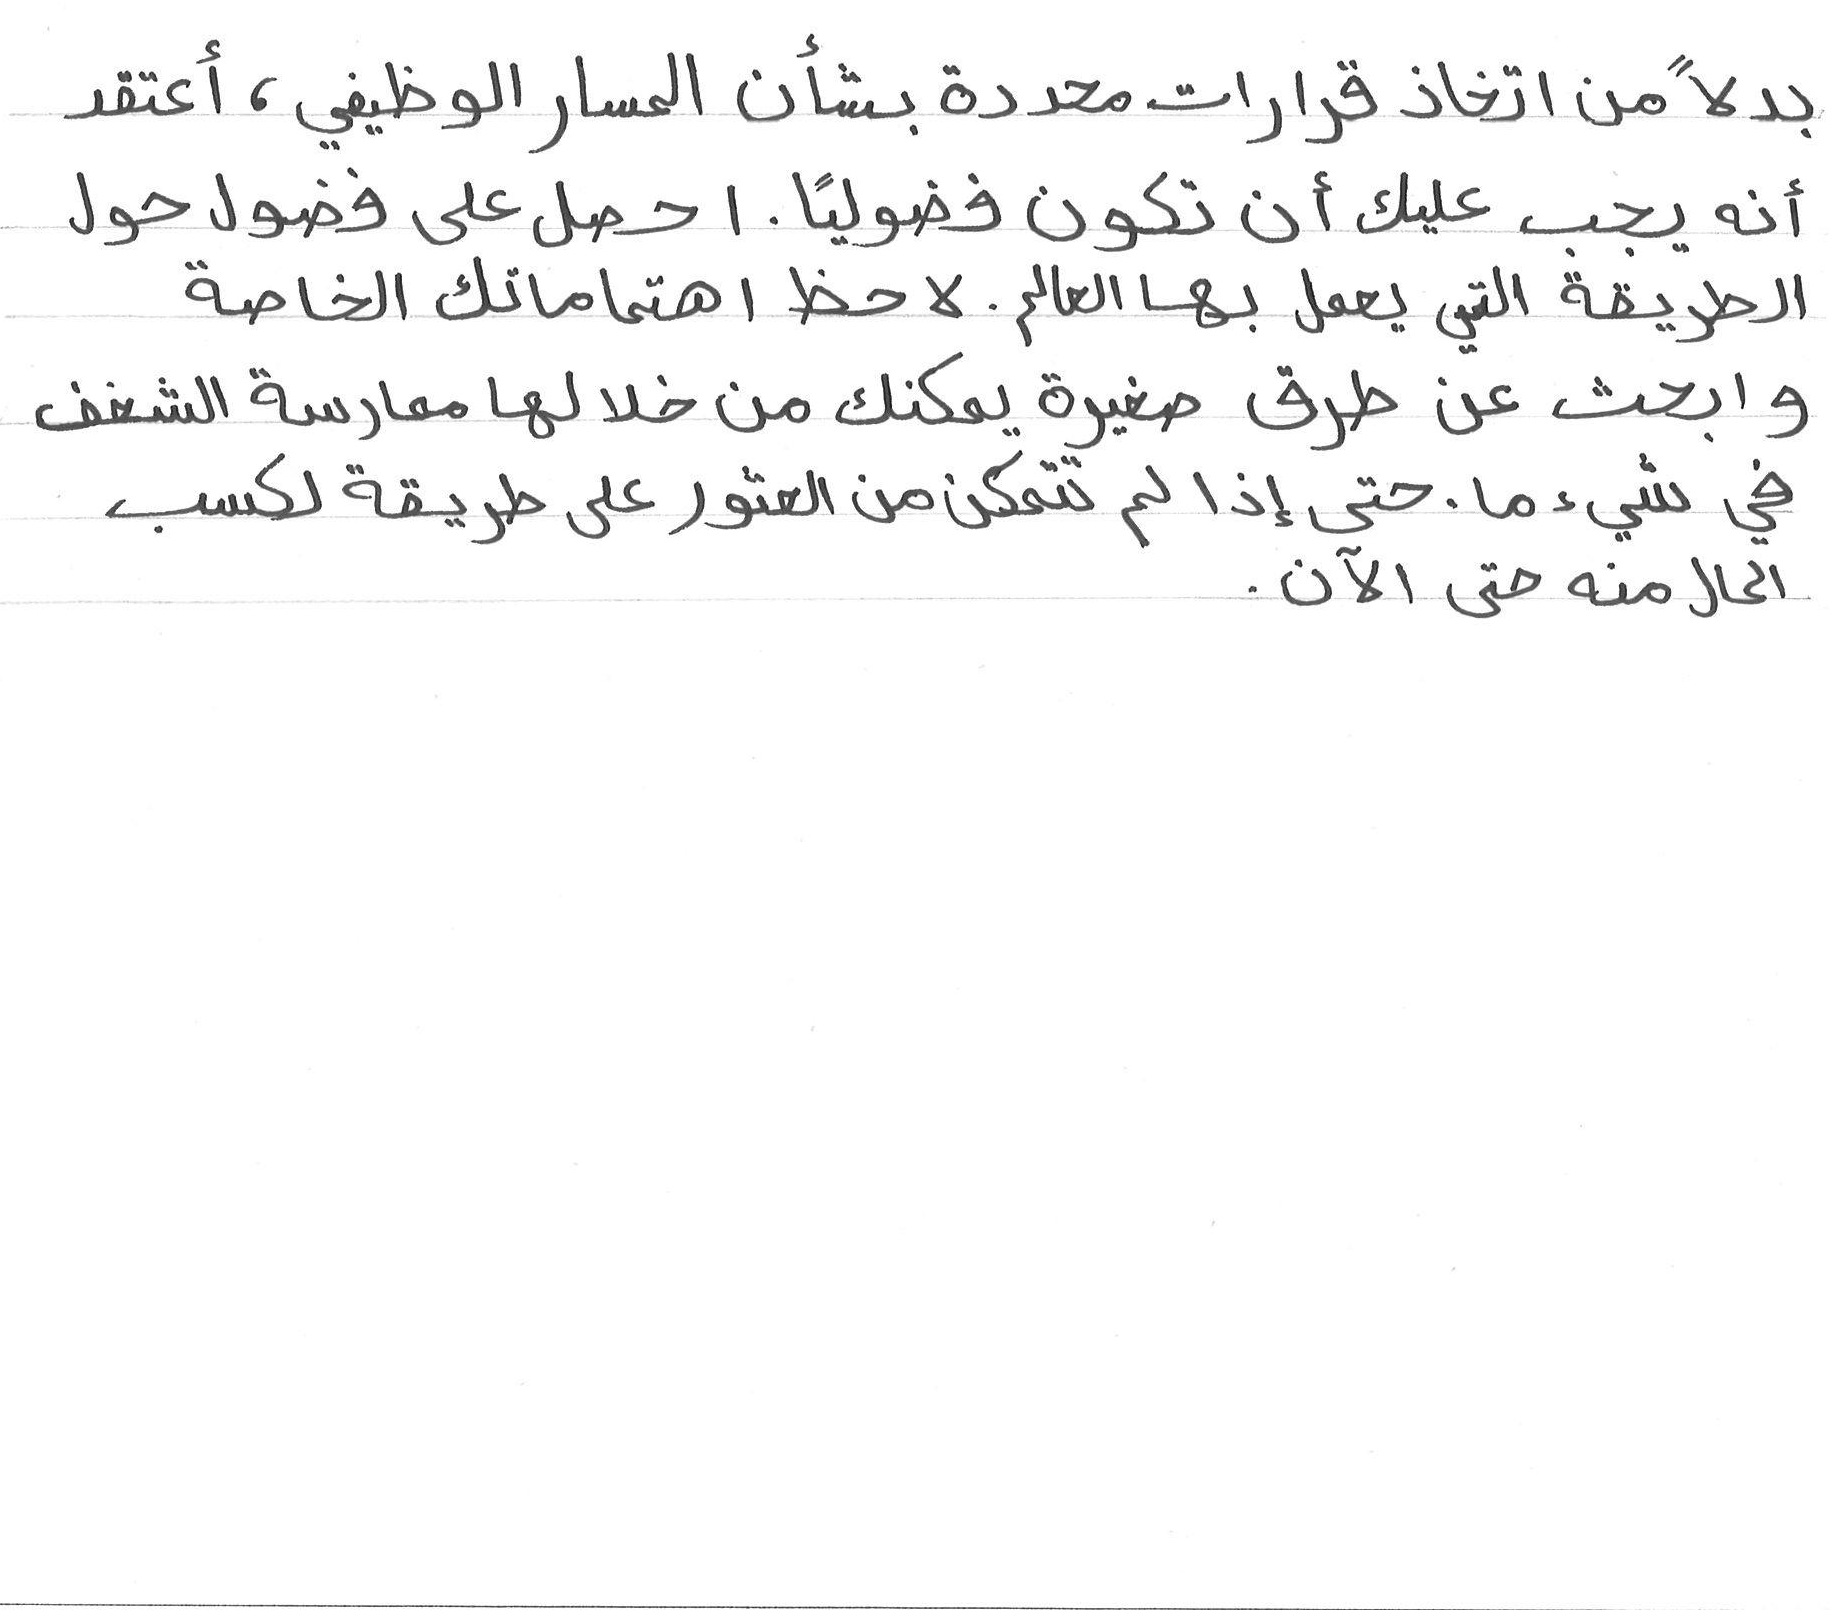 بدلاً من اتخاذ قرارات محددة بشأن المسار الوظيفي، أعتقد
أنه يجب عليك أن تكون فضوليًا. احصل على فضول حول
الطريقة التي يعمل بها العالم. لاحظ اهتماماتك الخاصة
وابحث عن طرق صغيرة يمكنك من خلالها ممارسة الشغف
في شيء ما. حتى إذا لم تتمكن من العثور على طريقة لكسب
المال منه حتى الآن.